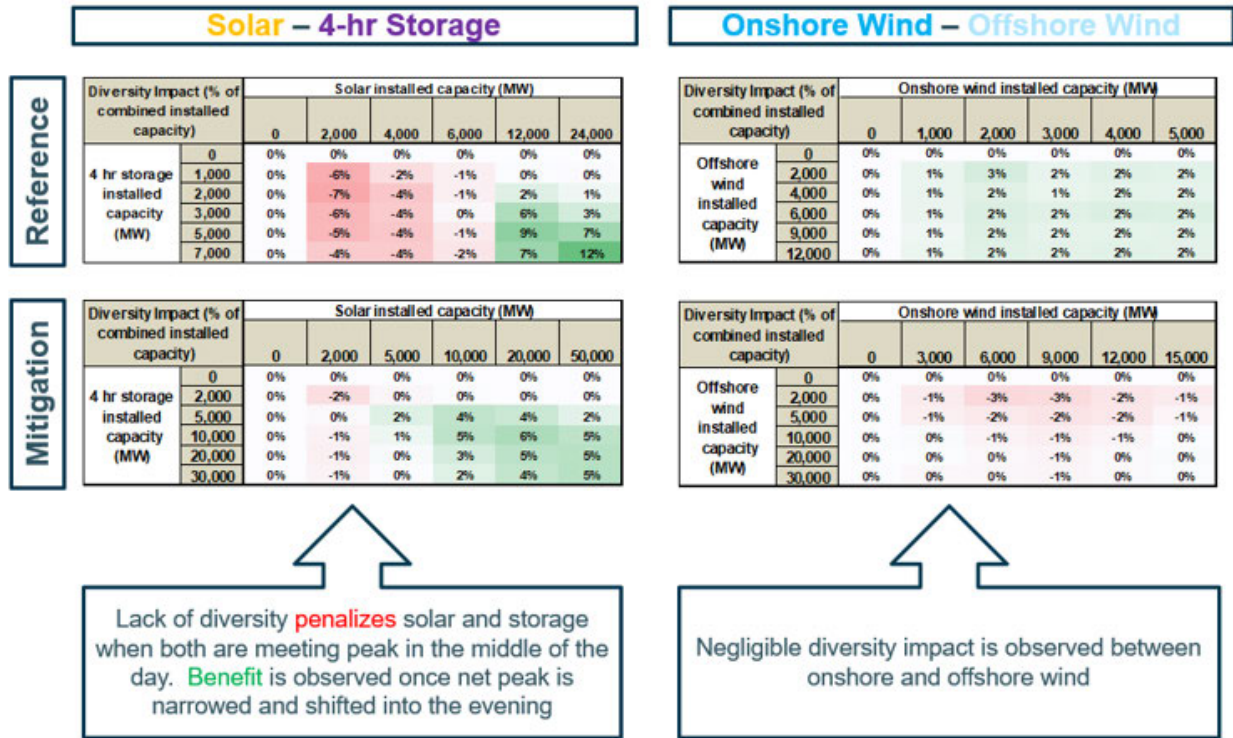 Solar – 4-hr Storage
Onshore Wind – Offshore Wind
Reference
Diversity Impact (% of combined installed capacity)
Solar installed capacity (MW)
0 2,000 4,000 6,000 12,000 24,000
4 hr storage installed capacity (MW)
0 0% 0% 0% 0% 0% 0%
1,000 0% -6% -2% -1% 0% 0%
2,000 0% -7% -4% -1% 2% 1%
3,000 0% -6% -4% 0% 6% 3%
5,000 0% -5% -4% -1% 9% 7%
7,000 0% -4% -4% -2% 7% 12%
Diversity Impact (% of combined installed capacity)
Onshore wind installed capacity (MW)
0 1,000 2,000 3,000 4,000 5,000
Offshore wind installed capacity (MW)
0 0% 0% 0% 0% 0% 0%
2,000 0% 1% 3% 2% 2% 2%
4,000 0% 1% 2% 1% 2% 2%
6,000 0% 1% 2% 2% 2% 2%
9,000 0% 1% 2% 2% 2% 2%
12,000 0% 1% 2% 2% 2% 2%
Mitigation
Diversity Impact (% of combined installed capacity)
Solar installed capacity (MW)
0 2,000 5,000 10,000 20,000 50,000
4 hr storage installed capacity (MW)
0 0% 0% 0% 0% 0% 0%
2,000 0% -2% 0% 0% 0% 0%
5,000 0% 0% 2% 4% 4% 2%
10,000 0% -1% 1% 5% 6% 5%
20,000 0% -1% 0% 3% 5% 5%
30,000 0% -1% 0% 2% 4% 5%
Diversity Impact (% of combined installed capacity)
Onshore wind installed capacity (MW)
0 3,000 6,000 9,000 12,000 15,000
Offshore wind installed capacity (MW)
0 0% 0% 0% 0% 0% 0%
2,000 0% -1% -3% -3% -2% -1%
5,000 0% -1% -2% -2% -2% -1%
10,000 0% 0% -1% -1% -1% 0%
20,000 0% 0% 0% -1% 0% 0%
30,000 0% 0% 0% -1% 0% 0%
Lack of diversity penalizes solar and storage
when both are meeting peak in the middle of the
day. Benefit is observed once net peak is
narrowed and shifted into the evening
Negligible diversity impact is observed between
onshore and offshore wind